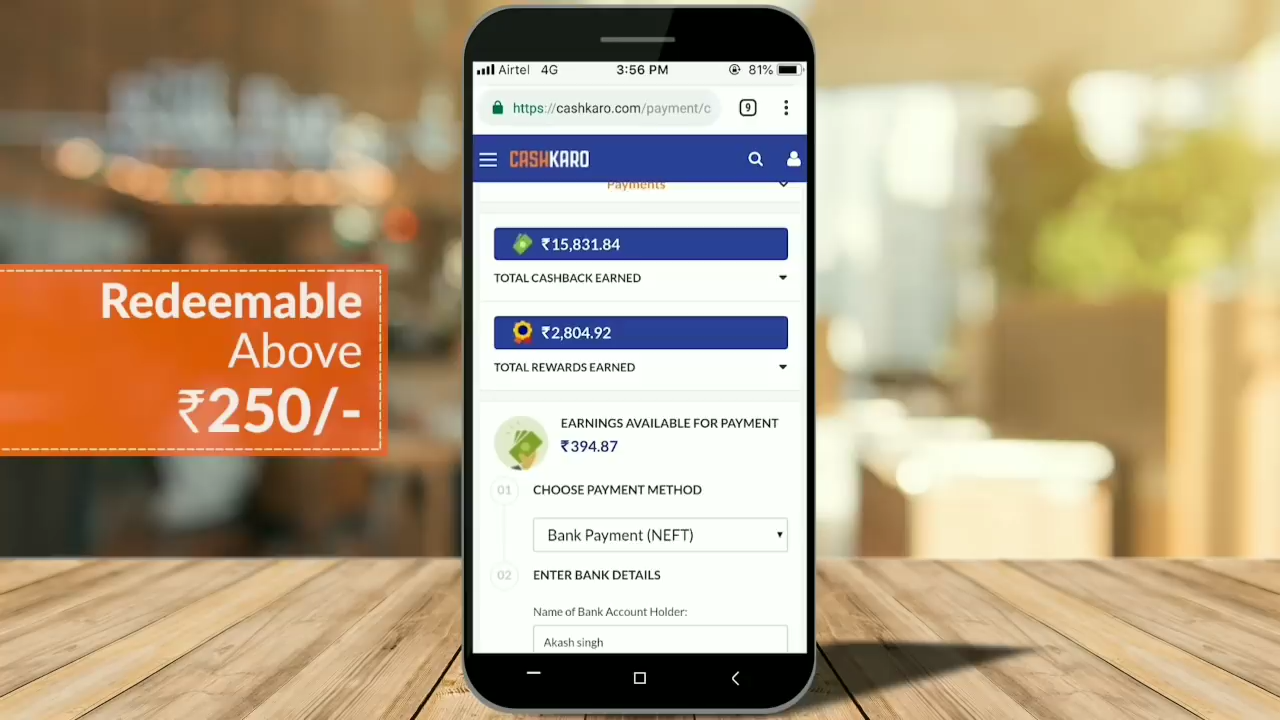 Redeemable
Above
₹250/-
Airtel 4G 3:56 PM 81%
https://cashkaro.com/payment/c 9
CASHKARO
Payments
₹15,831.84
TOTAL CASHBACK EARNED
₹2,804.92
TOTAL REWARDS EARNED
EARNINGS AVAILABLE FOR PAYMENT
₹394.87
01 CHOOSE PAYMENT METHOD
Bank Payment (NEFT)
02 ENTER BANK DETAILS
Name of Bank Account Holder:
Akash singh